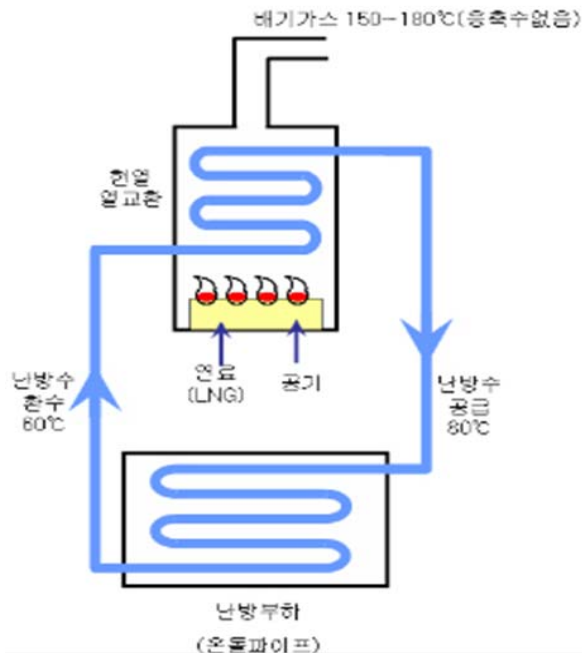 배기가스 150~180℃(응축수없음)
현열
열교환
연료
(LNG)
공기
난방수
환수
60℃
난방수
공급
80℃
난방부하
(온돌파이프)